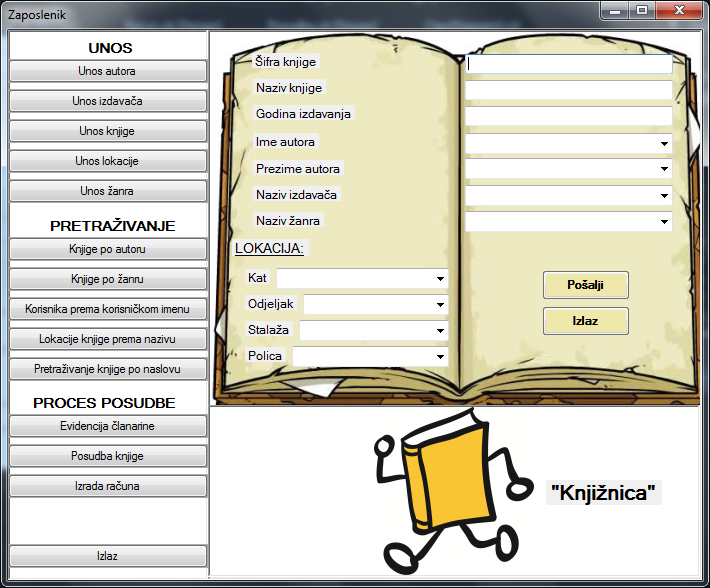 Zaposlenik
UNOS
Unos autora
Unos izdavača
Unos knjige
Unos lokacije
Unos žanra
PRETRAŽIVANJE
Knjige po autoru
Knjige po žanru
Korisnika prema korisničkom imenu
Lokacije knjige prema nazivu
Pretraživanje knjige po naslovu
PROCES POSUDBE
Evidencija članarine
Posudba knjige
Izrada računa
Izlaz
Šifra knjige
Naziv knjige
Godina izdavanja
Ime autora
Prezime autora
Naziv izdavača
Naziv žanra
LOKACIJA:
Kat
Odjeljak
Stalaža
Polica
Pošalji
Izlaz
"Knjižnica"